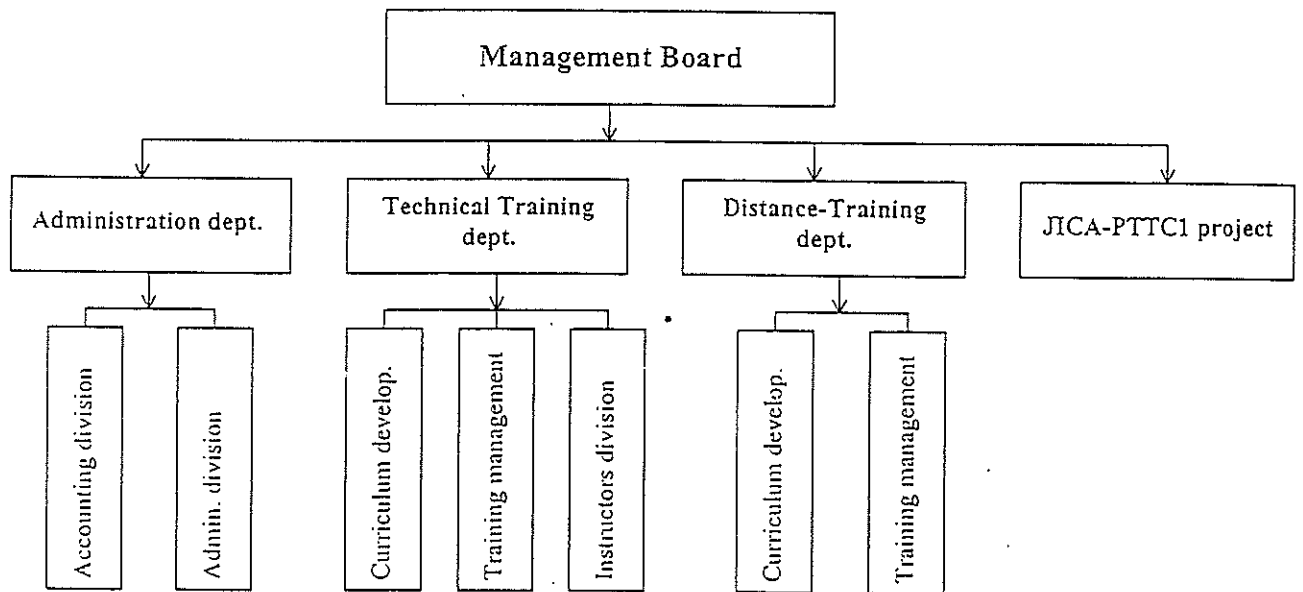 Management Board
Administration dept.
Technical Training
dept.
Distance-Training
dept.
JICA-PTTC1 project
Accounting division
Admin. division
Curriculum develop.
Training management
Instructors division
Curriculum develop.
Training management